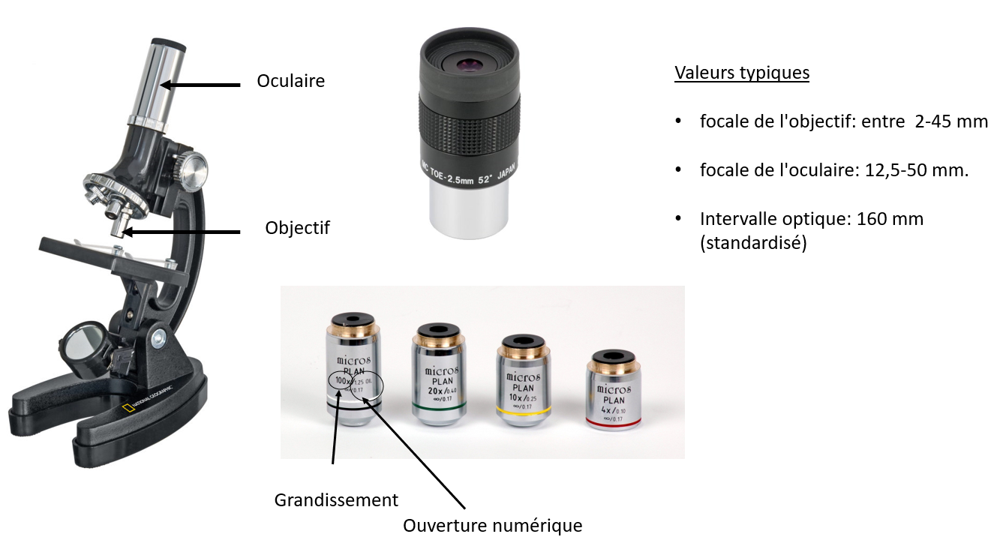 Oculaire
Objectif
NATIONAL GEOGRAPHIC
MC TOE-2.5mm 52° JAPAN
Valeurs typiques
• focale de l'objectif: entre 2-45 mm
• focale de l'oculaire: 12,5-50 mm.
• Intervalle optique: 160 mm
(standardisé)
micros
PLAN
100x/1.25 OIL
∞/0.17
micros
PLAN
20x/0.40
∞/0.17
micros
PLAN
10x/0.25
∞/0.17
micros
PLAN
4x/0.10
∞/0.17
Grandissement
Ouverture numérique